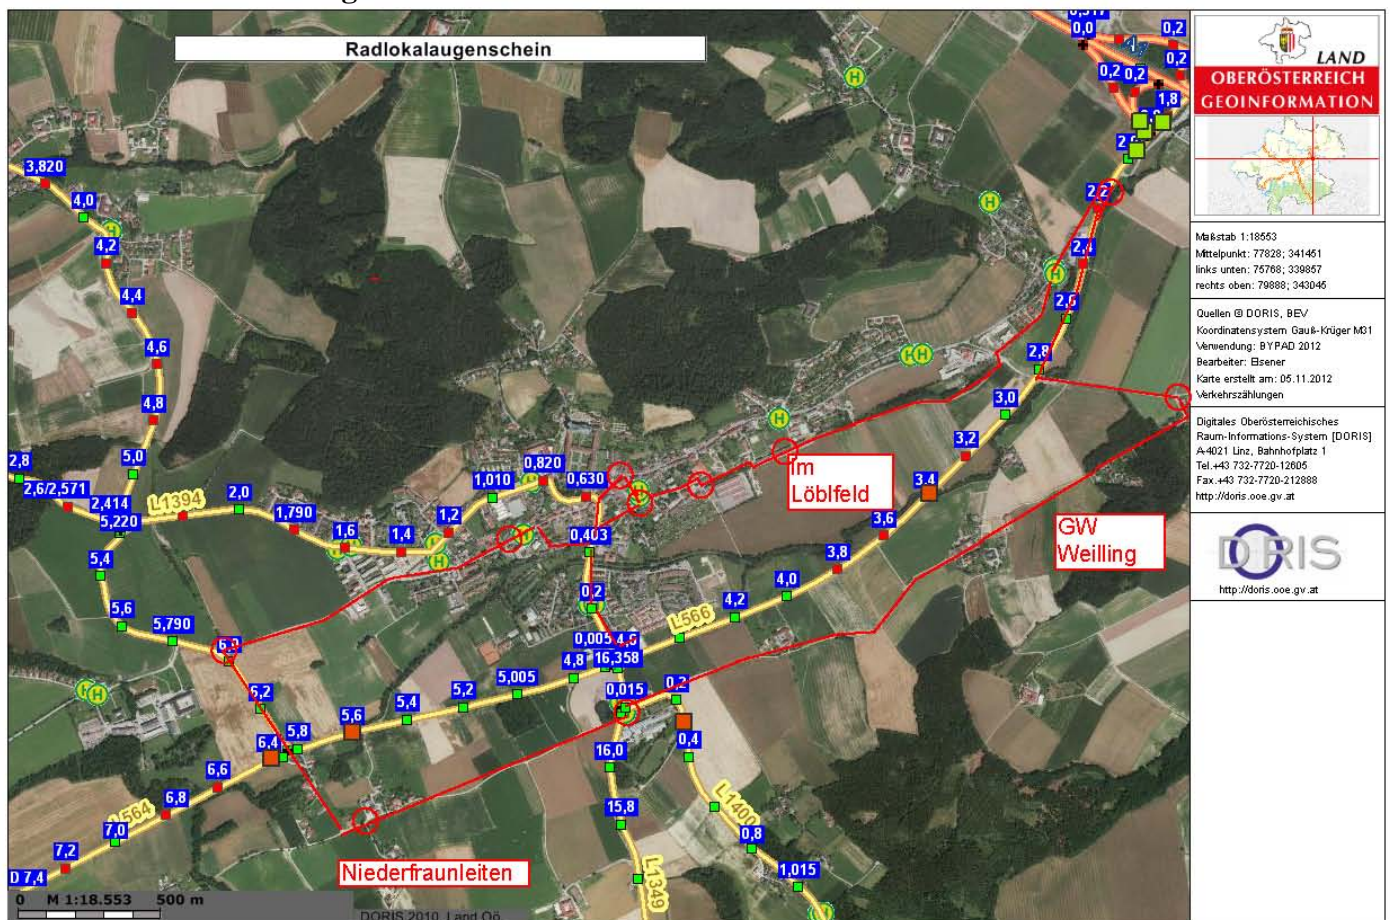 Radlokalaugenschein
0,0
0,2
0,2
0,2
0,2
1,8
2,2
2,4
2,6
2,8
3,0
3,2
3,4
3,6
3,8
4,0
4,2
4,8
5,005
5,2
5,4
5,6
5,8
6,4
6,6
6,8
7,0
7,2
D 7,4
3,820
4,0
4,2
4,4
4,6
4,8
5,0
2,8
2,6/2,571
2,414
5,220
5,4
5,6
5,790
6,2
L1394
2,0
1,790
1,6
1,4
1,2
1,010
0,820
0,630
0,403
0,2
0,005
16,358
0,015
0,2
0,4
0,8
1,015
16,0
15,8
L566
L564
L1400
L1349
H
H
H
H
H
H
H
H
H
H
H
Im
Löblfeld
GW
Weilling
Niederfraunleiten
0 M 1:18.553 500 m
DORIS 2010, Land OÖ
LAND
OBERÖSTERREICH
GEOINFORMATION
Maßstab 1:18553
Mittelpunkt: 77828; 341451
links unten: 75768; 339857
rechts oben: 79888; 343045
Quellen © DORIS, BEV
Koordinatensystem Gauß-Krüger M31
Verwendung: BYPAD 2012
Bearbeiter: Elsener
Karte erstellt am: 05.11.2012
Verkehrszählungen
Digitales Oberösterreichisches
Raum-Informations-System [DORIS]
A-4021 Linz, Bahnhofplatz 1
Tel.+43 732-7720-12605
Fax.+43 732-7720-212888
http://doris.ooe.gv.at
DORIS
http://doris.ooe.gv.at